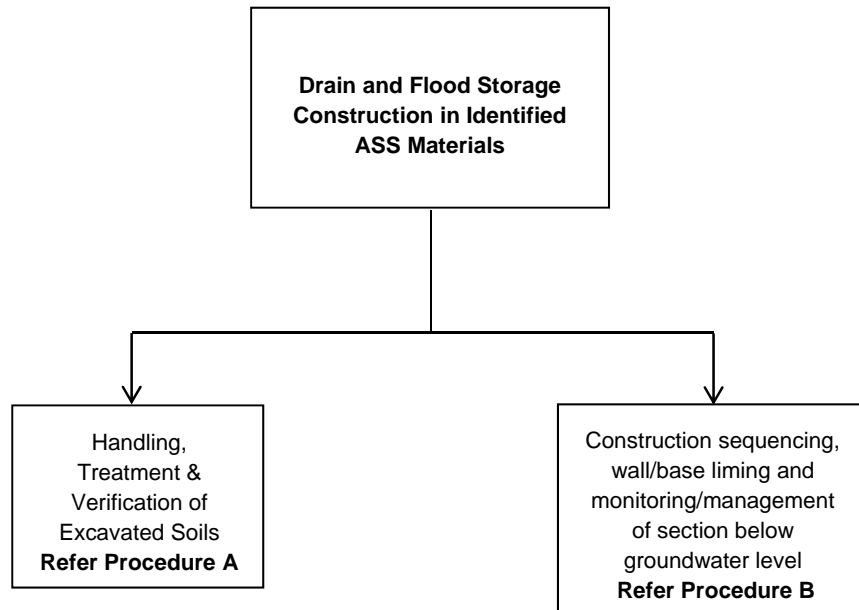 Drain and Flood Storage
Construction in Identified
ASS Materials
Handling,
Treatment &
Verification of
Excavated Soils
Refer Procedure A
Construction sequencing,
wall/base liming and
monitoring/management
of section below
groundwater level
Refer Procedure B